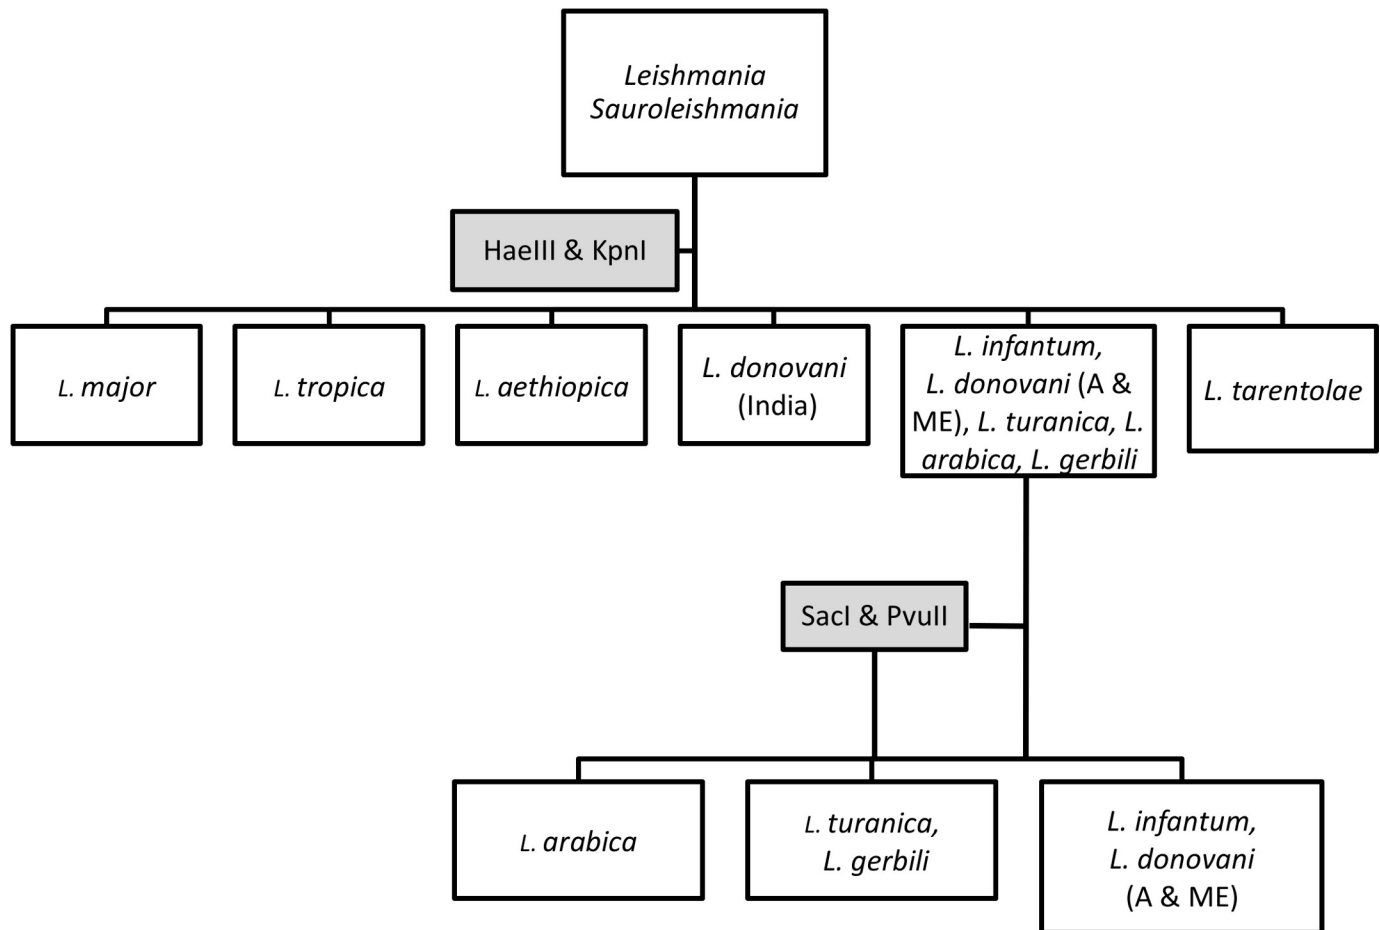 Leishmania
Sauroleishmania
HaeIII & KpnI
L. major
L. tropica
L. aethiopica
L. donovani
(India)
L. infantum,
L. donovani (A &
ME), L. turanica, L.
arabica, L. gerbili
L. tarentolae
SacI & PvuII
L. arabica
L. turanica,
L. gerbili
L. infantum,
L. donovani
(A & ME)